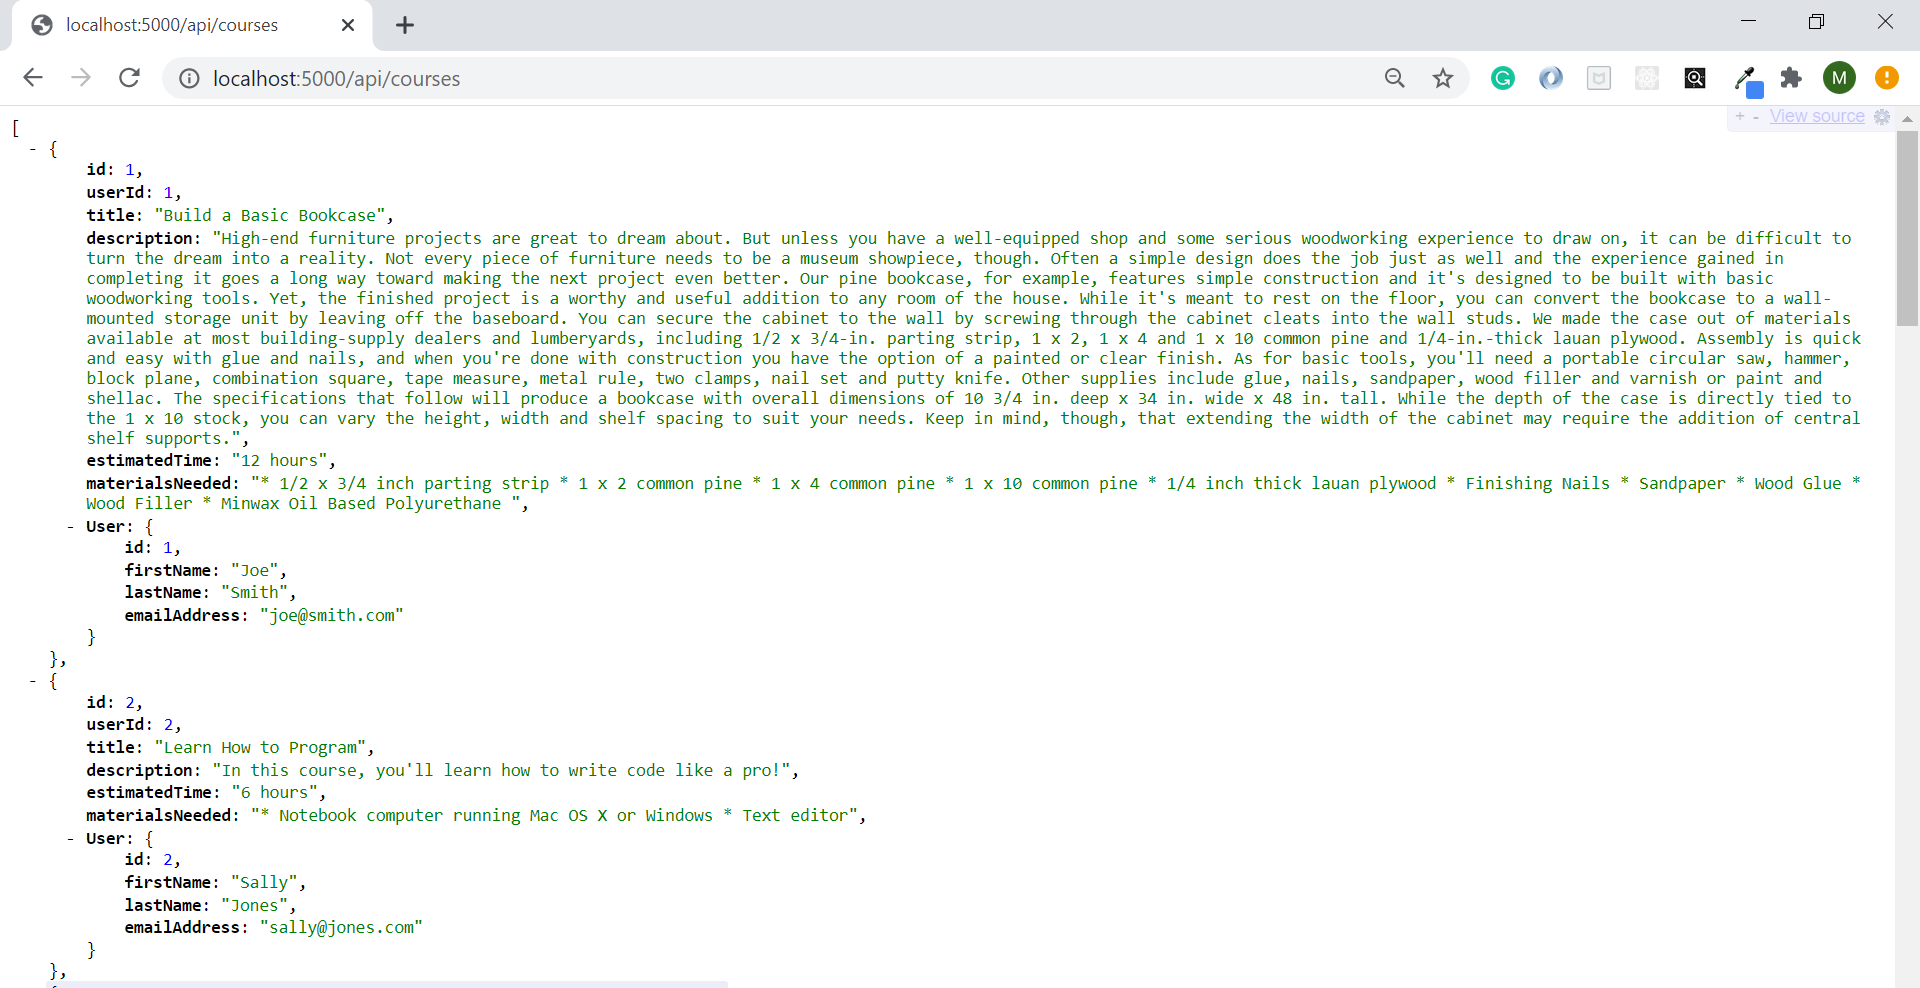 localhost:5000/api/courses
localhost:5000/api/courses
M
+ - View source
[
- {
id: 1,
userId: 1,
title: "Build a Basic Bookcase",
description: "High-end furniture projects are great to dream about. But unless you have a well-equipped shop and some serious woodworking experience to draw on, it can be difficult to
turn the dream into a reality. Not every piece of furniture needs to be a museum showpiece, though. Often a simple design does the job just as well and the experience gained in
completing it goes a long way toward making the next project even better. Our pine bookcase, for example, features simple construction and it's designed to be built with basic
woodworking tools. Yet, the finished project is a worthy and useful addition to any room of the house. While it's meant to rest on the floor, you can convert the bookcase to a wall-
mounted storage unit by leaving off the baseboard. You can secure the cabinet to the wall by screwing through the cabinet cleats into the wall studs. We made the case out of materials
available at most building-supply dealers and lumberyards, including 1/2 x 3/4-in. parting strip, 1 x 2, 1 x 4 and 1 x 10 common pine and 1/4-in.-thick lauan plywood. Assembly is quick
and easy with glue and nails, and when you're done with construction you have the option of a painted or clear finish. As for basic tools, you'll need a portable circular saw, hammer,
block plane, combination square, tape measure, metal rule, two clamps, nail set and putty knife. Other supplies include glue, nails, sandpaper, wood filler and varnish or paint and
shellac. The specifications that follow will produce a bookcase with overall dimensions of 10 3/4 in. deep x 34 in. wide x 48 in. tall. While the depth of the case is directly tied to
the 1 x 10 stock, you can vary the height, width and shelf spacing to suit your needs. Keep in mind, though, that extending the width of the cabinet may require the addition of central
shelf supports.",
estimatedTime: "12 hours",
materialsNeeded: "* 1/2 x 3/4 inch parting strip * 1 x 2 common pine * 1 x 4 common pine * 1 x 10 common pine * 1/4 inch thick lauan plywood * Finishing Nails * Sandpaper * Wood Glue *
Wood Filler * Minwax Oil Based Polyurethane ",
- User: {
id: 1,
firstName: "Joe",
lastName: "Smith",
emailAddress: "joe@smith.com"
}
},
- {
id: 2,
userId: 2,
title: "Learn How to Program",
description: "In this course, you'll learn how to write code like a pro!",
estimatedTime: "6 hours",
materialsNeeded: "* Notebook computer running Mac OS X or Windows * Text editor",
- User: {
id: 2,
firstName: "Sally",
lastName: "Jones",
emailAddress: "sally@jones.com"
}
},